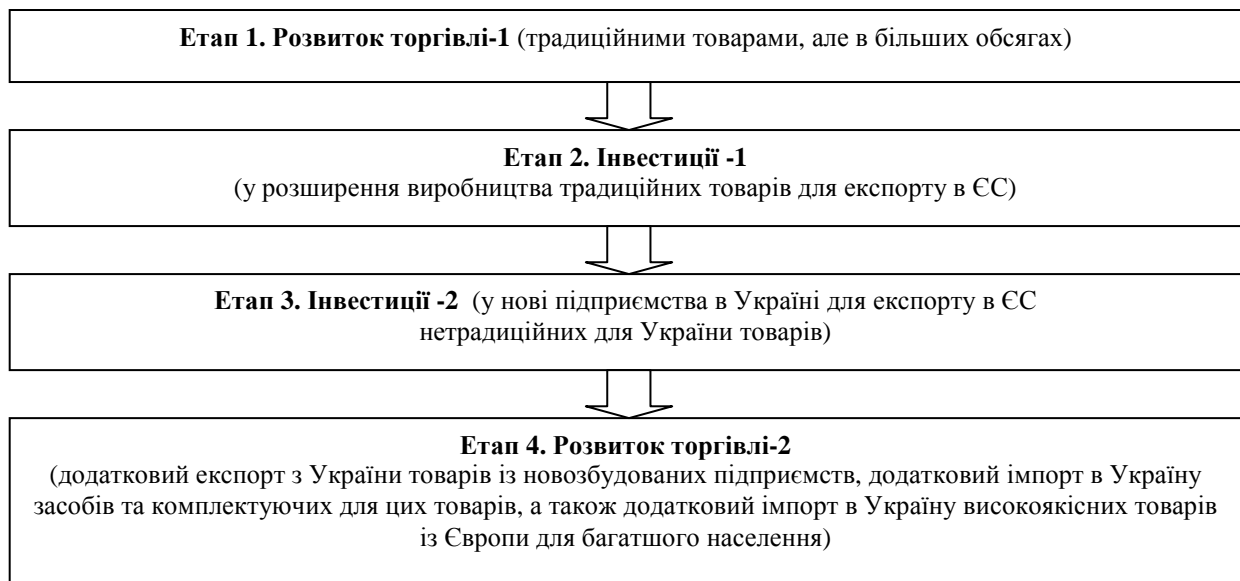 Етап 1. Розвиток торгівлі-1 (традиційними товарами, але в більших обсягах)
Етап 2. Інвестиції -1
(у розширення виробництва традиційних товарів для експорту в ЄС)
Етап 3. Інвестиції -2 (у нові підприємства в Україні для експорту в ЄС
нетрадиційних для України товарів)
Етап 4. Розвиток торгівлі-2
(додатковий експорт з України товарів із новозбудованих підприємств, додатковий імпорт в Україну
засобів та комплектуючих для цих товарів, а також додатковий імпорт в Україну високоякісних товарів
із Європи для багатшого населення)